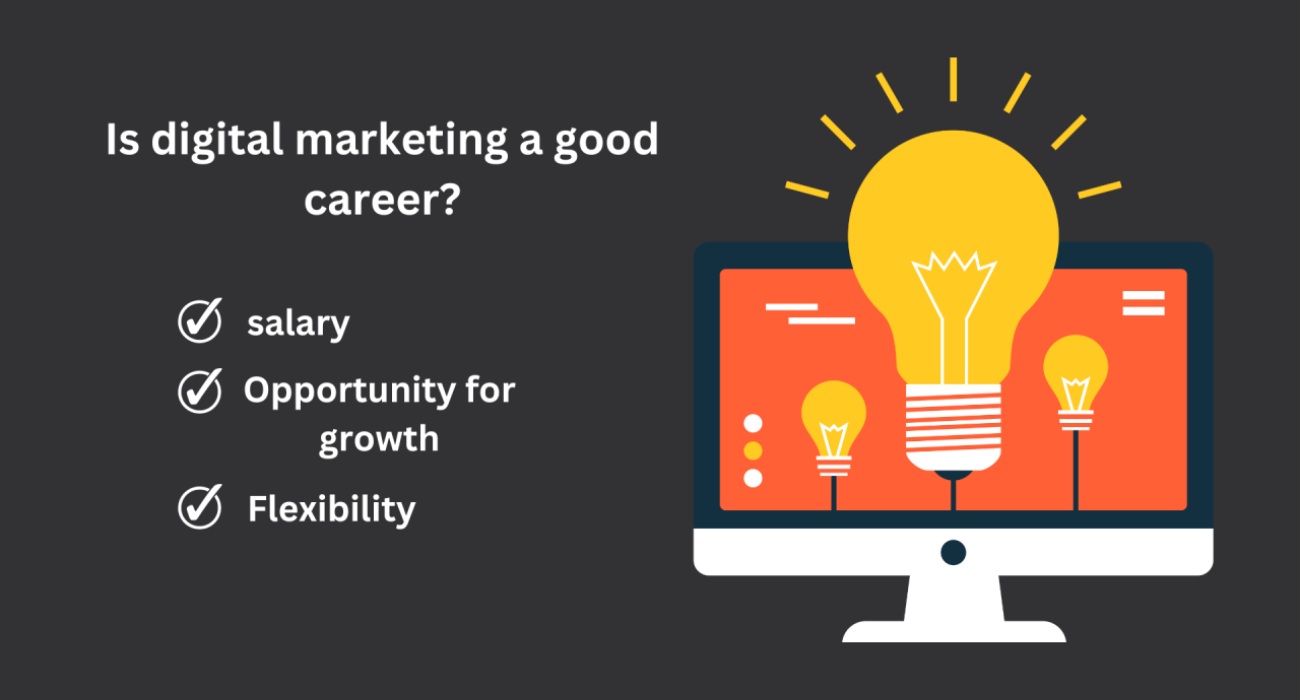 Is digital marketing a good
career?
salary
Opportunity for
growth
Flexibility